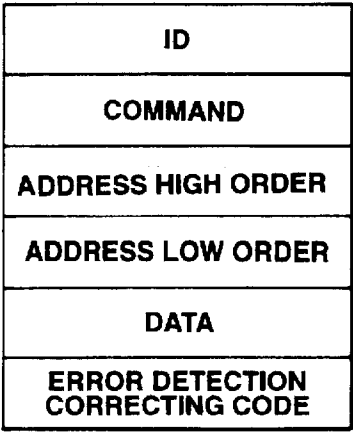 ID
COMMAND
ADDRESS HIGH ORDER
ADDRESS LOW ORDER
DATA
ERROR DETECTION
CORRECTING CODE